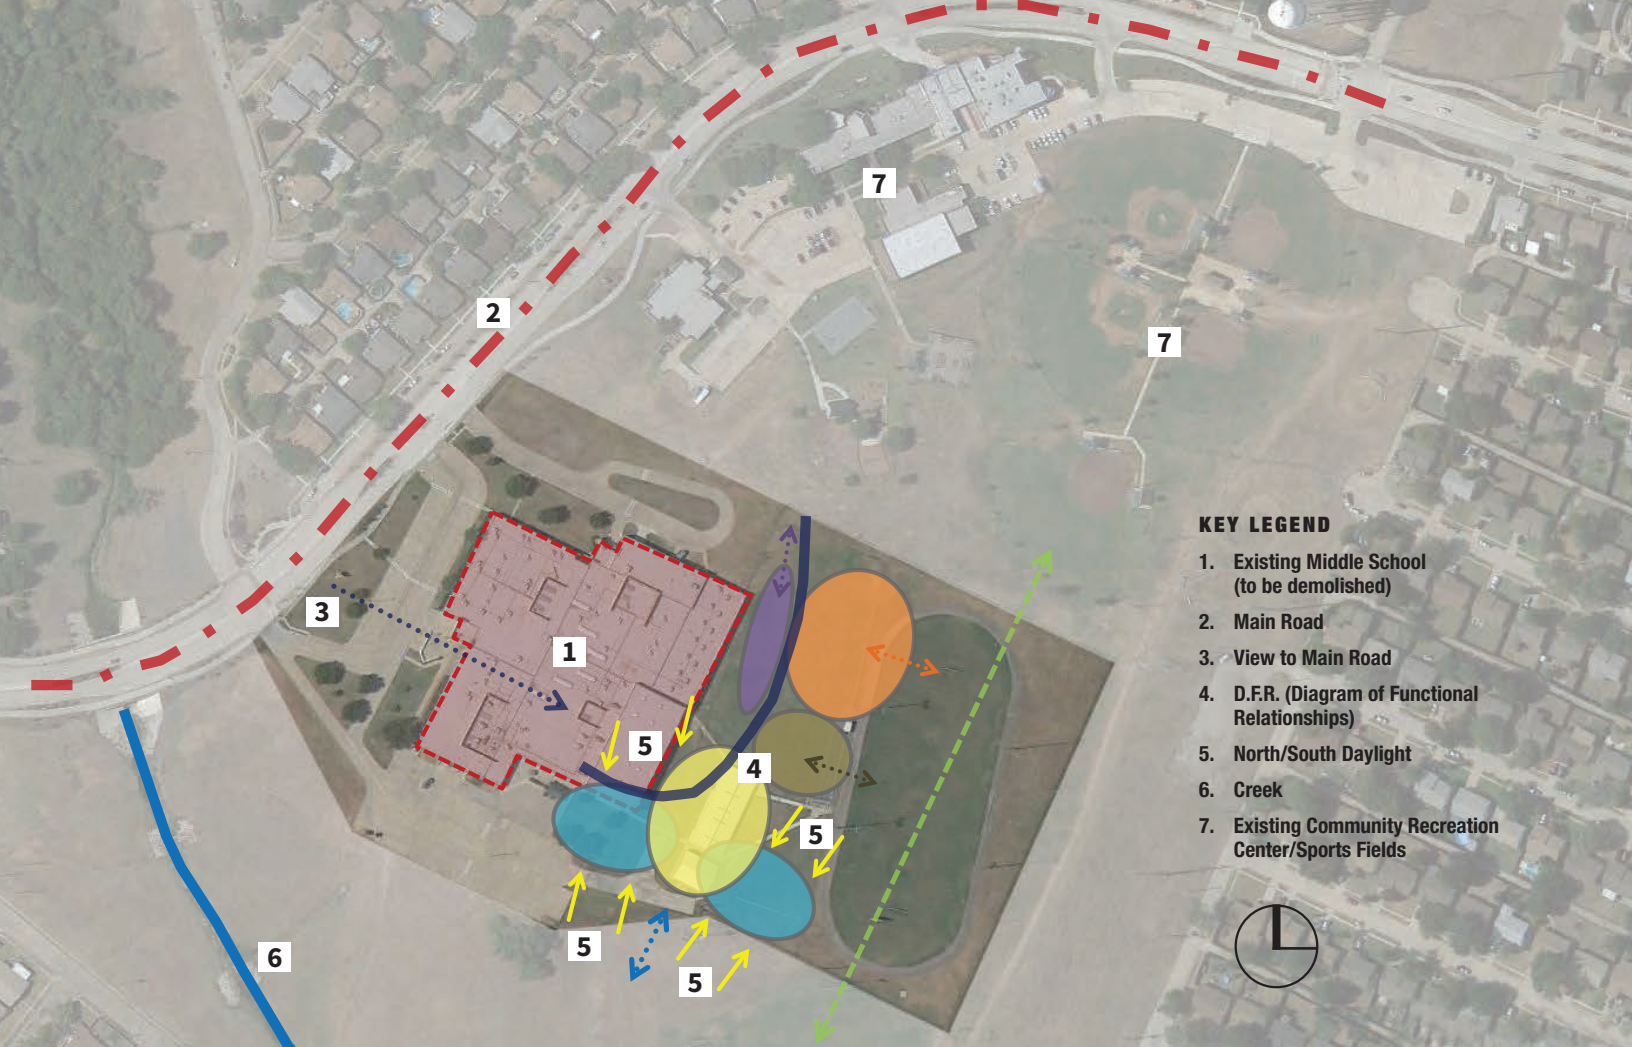 7
2
7
3
1
5
4
5
5
5
6
KEY LEGEND
1. Existing Middle School
(to be demolished)
2. Main Road
3. View to Main Road
4. D.F.R. (Diagram of Functional
Relationships)
5. North/South Daylight
6. Creek
7. Existing Community Recreation
Center/Sports Fields